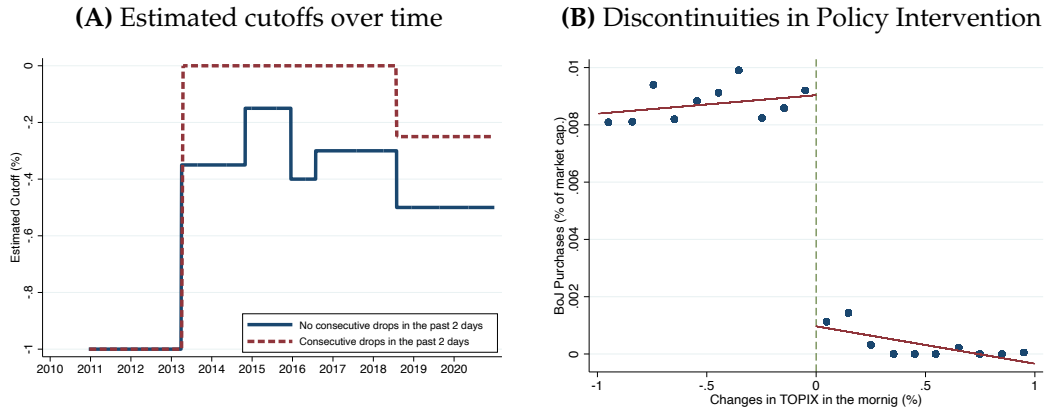 (A) Estimated cutoffs over time
Estimated Cutoff (%)
0
-.2
-.4
-.6
-.8
-1
2010 2011 2012 2013 2014 2015 2016 2017 2018 2019 2020
No consecutive drops in the past 2 days
Consecutive drops in the past 2 days
(B) Discontinuities in Policy Intervention
BoJ Purchases (% of market cap.)
.01
.008
.006
.004
.002
0
-1 -.5 0 .5 1
Changes in TOPIX in the mornig (%)